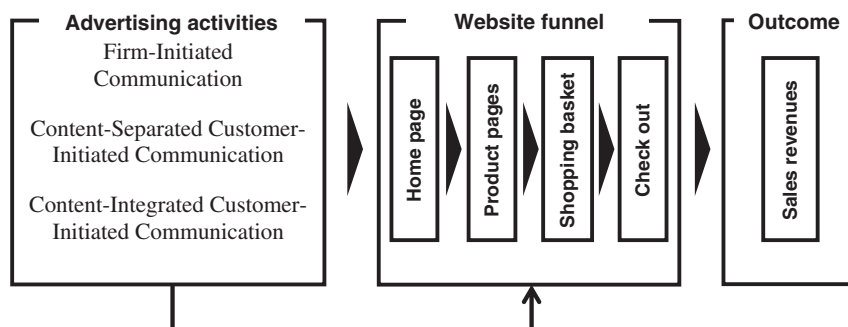 Advertising activities
Firm-Initiated
Communication
Content-Separated Customer-
Initiated Communication
Content-Integrated Customer-
Initiated Communication
Website funnel
Home page
Product pages
Shopping basket
Check out
Outcome
Sales revenues